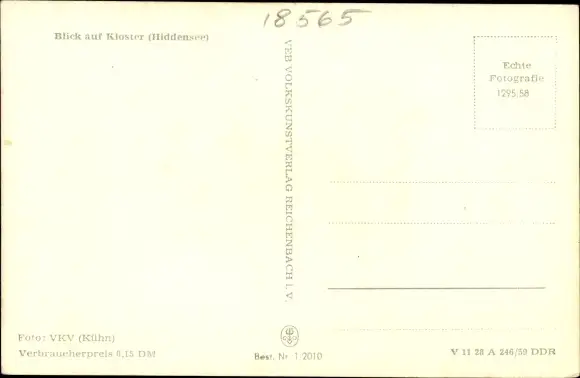 18565
Blick auf Kloster (Hiddensee)
Echte
Fotografie
1295,58
VEB VOLKSKUNSTVERLAG REICHENBACH I. V.
Foto: VKV (Kühn)
Verbraucherpreis 0,15 DM
Best. Nr 1/2010
V 11 28 A 246/59 DDR